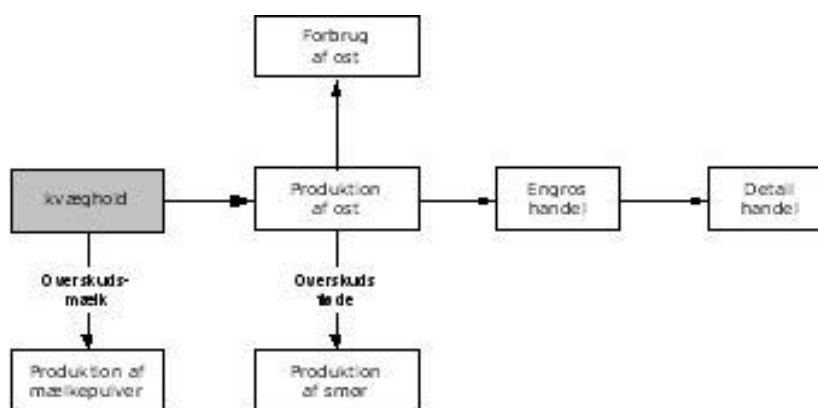 Forbrug
af ost
kvæghold
Produktion
af ost
Engros
handel
Detail
handel
Overskuds-
mælk
Overskuds
fløde
Produktion af
mælkepulver
Produktion
af smør